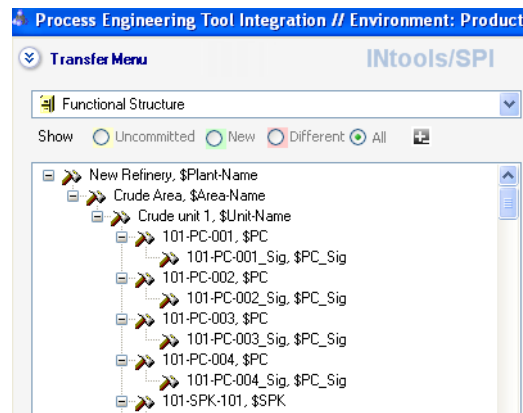 Process Engineering Tool Integration // Environment: Product
Transfer Menu INtools/SPI
Functional Structure
Show Uncommitted New Different All
New Refinery, $Plant-Name
Crude Area, $Area-Name
Crude unit 1, $Unit-Name
101-PC-001, $PC
101-PC-001_Sig, $PC_Sig
101-PC-002, $PC
101-PC-002_Sig, $PC_Sig
101-PC-003, $PC
101-PC-003_Sig, $PC_Sig
101-PC-004, $PC
101-PC-004_Sig, $PC_Sig
101-SPK-101, $SPK